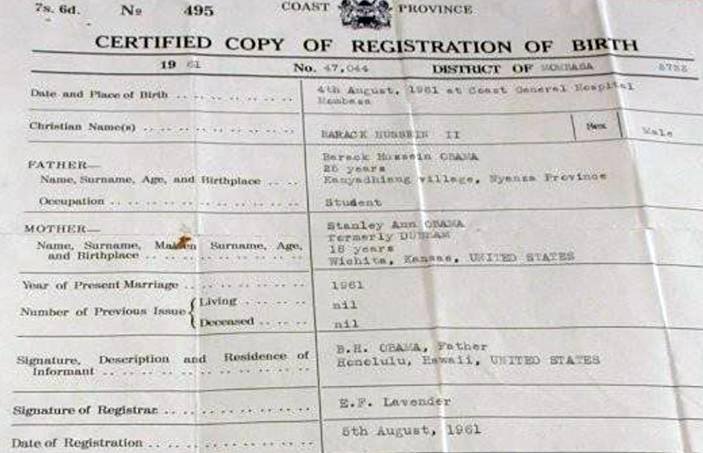 7s. 6d. No 495 COAST PROVINCE
CERTIFIED COPY OF REGISTRATION OF BIRTH
19 61 No. 47,044 DISTRICT OF MOMBASA
Date and Place of Birth 4th August, 1961 at Coast General Hospital
Mombasa
Christian Name(s) BARACK HUSSEIN II Sex Male
FATHER—
Barack Hussein OBAMA
Name, Surname, Age, and Birthplace
Kanyadhiang village, Nyanza Province
Occupation Student
MOTHER—
Stanley Ann OBAMA
formerly DUNHAM
Name, Surname, Maiden Surname, Age,
18 years
and Birthplace Wichita, Kansas, UNITED STATES
Year of Present Marriage 1961
Number of Previous Issue { Living nil
Deceased nil
Signature, Description and Residence of B.H. OBAMA, Father
Informant Honolulu, Hawaii, UNITED STATES
Signature of Registrar E.F. Lavender
Date of Registration 5th August, 1961